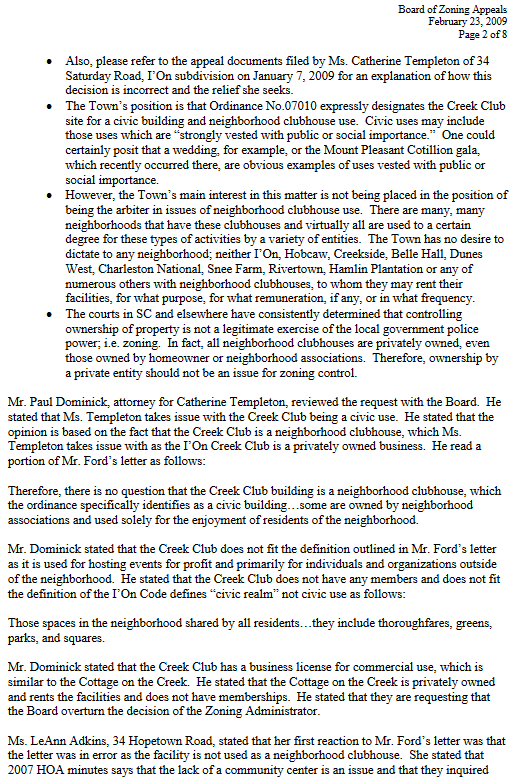 Board of Zoning Appeals
February 23, 2009
Page 2 of 8
• Also, please refer to the appeal documents filed by Ms. Catherine Templeton of 34
Saturday Road, I’On subdivision on January 7, 2009 for an explanation of how this
decision is incorrect and the relief she seeks.
• The Town’s position is that Ordinance No.07010 expressly designates the Creek Club
site for a civic building and neighborhood clubhouse use. Civic uses may include
those uses which are “strongly vested with public or social importance.” One could
certainly posit that a wedding, for example, or the Mount Pleasant Cotillion gala,
which recently occurred there, are obvious examples of uses vested with public or
social importance.
• However, the Town’s main interest in this matter is not being placed in the position of
being the arbiter in issues of neighborhood clubhouse use. There are many, many
neighborhoods that have these clubhouses and virtually all are used to a certain
degree for these types of activities by a variety of entities. The Town has no desire to
dictate to any neighborhood; neither I’On, Hobcaw, Creekside, Belle Hall, Dunes
West, Charleston National, Snee Farm, Rivertown, Hamlin Plantation or any of
numerous others with neighborhood clubhouses, to whom they may rent their
facilities, for what purpose, for what remuneration, if any, or in what frequency.
• The courts in SC and elsewhere have consistently determined that controlling
ownership of property is not a legitimate exercise of the local government police
power; i.e. zoning. In fact, all neighborhood clubhouses are privately owned, even
those owned by homeowner or neighborhood associations. Therefore, ownership by
a private entity should not be an issue for zoning control.
Mr. Paul Dominick, attorney for Catherine Templeton, reviewed the request with the Board. He
stated that Ms. Templeton takes issue with the Creek Club being a civic use. He stated that the
opinion is based on the fact that the Creek Club is a neighborhood clubhouse, which Ms.
Templeton takes issue with as the I’On Creek Club is a privately owned business. He read a
portion of Mr. Ford’s letter as follows:
Therefore, there is no question that the Creek Club building is a neighborhood clubhouse, which
the ordinance specifically identifies as a civic building…some are owned by neighborhood
associations and used solely for the enjoyment of residents of the neighborhood.
Mr. Dominick stated that the Creek Club does not fit the definition outlined in Mr. Ford’s letter
as it is used for hosting events for profit and primarily for individuals and organizations outside
of the neighborhood. He stated that the Creek Club does not have any members and does not fit
the definition of the I’On Code defines “civic realm” not civic use as follows:
Those spaces in the neighborhood shared by all residents…they include thoroughfares, greens,
parks, and squares.
Mr. Dominick stated that the Creek Club has a business license for commercial use, which is
similar to the Cottage on the Creek. He stated that the Cottage on the Creek is privately owned
and rents the facilities and does not have memberships. He stated that they are requesting that
the Board overturn the decision of the Zoning Administrator.
Ms. LeAnn Adkins, 34 Hopetown Road, stated that her first reaction to Mr. Ford’s letter was that
the letter was in error as the facility is not used as a neighborhood clubhouse. She stated that
2007 HOA minutes says that the lack of a community center is an issue and that they inquired